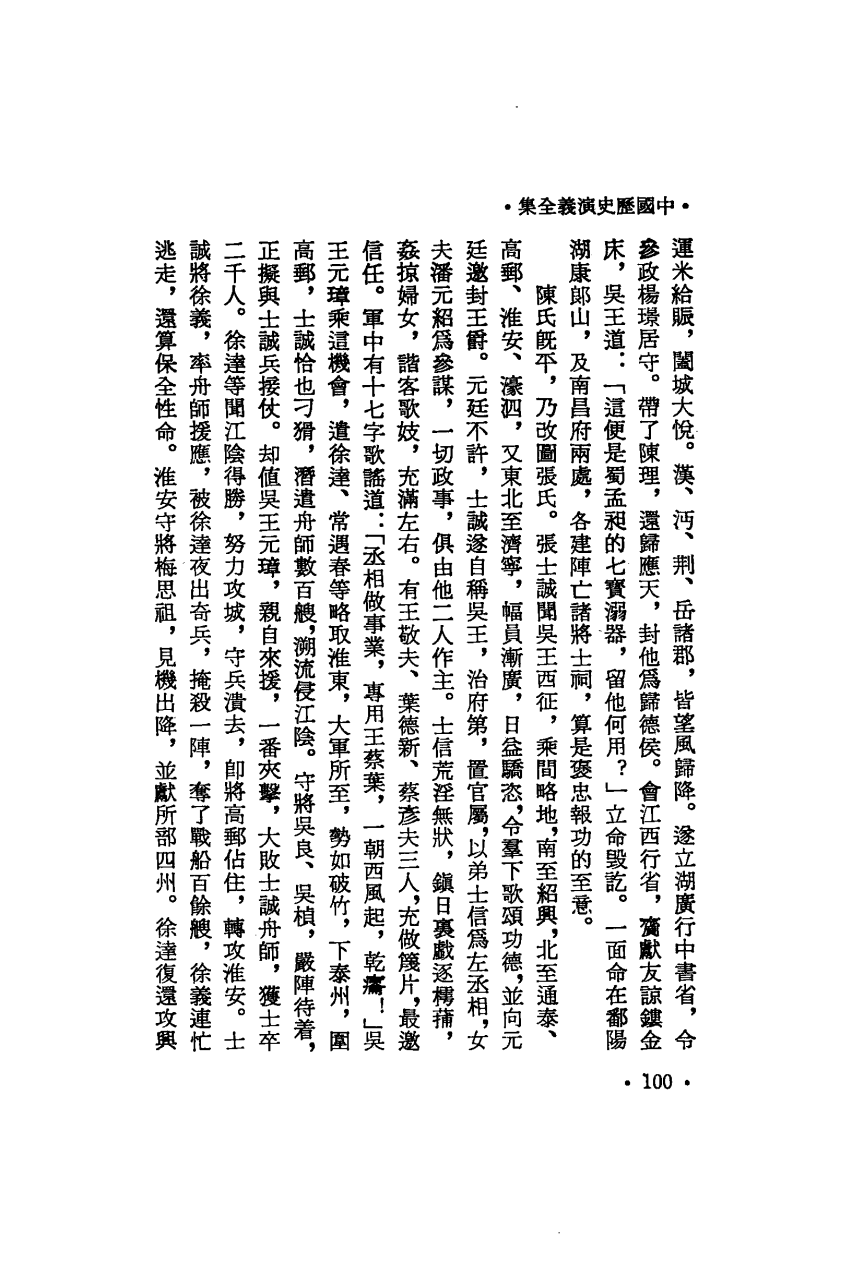 ·中國歷史演義全集·
運米給賑，闔城大悅。漢、沔、荆、岳諸郡，皆望風歸降。遂立湖廣行中書省，令
參政楊璟居守。帶了陳理，還歸應天，封他爲歸德侯。會江西行省，齎獻友諒鏤金
床，吳王道：「這便是蜀孟昶的七寶溺器，留他何用？」立命毀訖。一面命在鄱陽
湖康郎山，及南昌府兩處，各建陣亡諸將士祠，算是褒忠報功的至意。
陳氏旣平，乃改圖張氏。張士誠聞吳王西征，乘間略地，南至紹興，北至通泰、
高郵、淮安、濠泗，又東北至濟寧，幅員漸廣，日益驕恣，令羣下歌頌功德，並向元
廷邀封王爵。元廷不許，士誠遂自稱吳王，治府第，置官屬，以弟士信爲左丞相，女
夫潘元紹爲參謀，一切政事，俱由他二人作主。士信荒淫無狀，鎭日裏戲逐樗蒱，
姦掠婦女，諧客歌妓，充滿左右。有王敬夫、葉德新、蔡彥夫三人，充做篾片，最邀
信任。軍中有十七字歌謠道：「丞相做事業，專用王蔡葉，一朝西風起，乾癟！」吳
王元璋乘這機會，遣徐達、常遇春等略取淮東，大軍所至，勢如破竹，下泰州，圍
高郵，士誠恰也刁猾，潛遣舟師數百艘，溯流侵江陰。守將吳良、吳楨，嚴陣待着，
正擬與士誠兵接仗。却值吳王元璋，親自來援，一番夾擊，大敗士誠舟師，獲士卒
二千人。徐達等聞江陰得勝，努力攻城，守兵潰去，卽將高郵佔住，轉攻淮安。士
誠將徐義，率舟師援應，被徐達夜出奇兵，掩殺一陣，奪了戰船百餘艘，徐義連忙
逃走，還算保全性命。淮安守將梅思祖，見機出降，並獻所部四州。徐達復還攻興
·100·